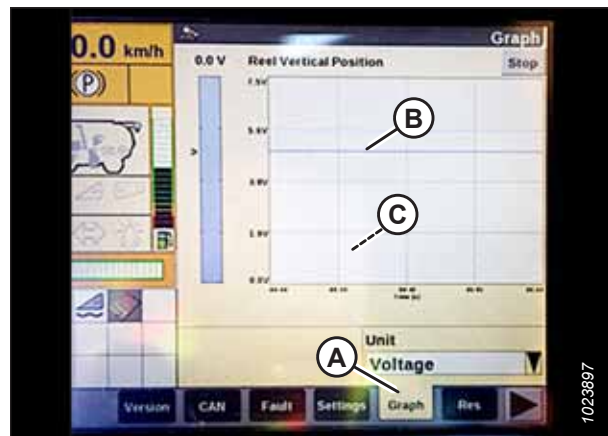 0.0 km/h
Graph
0.0 V
Reel Vertical Position
Stop
(P)
B
C
Unit
A
Voltage
Version
CAN
Fault
Settings
Graph
Res
1023897